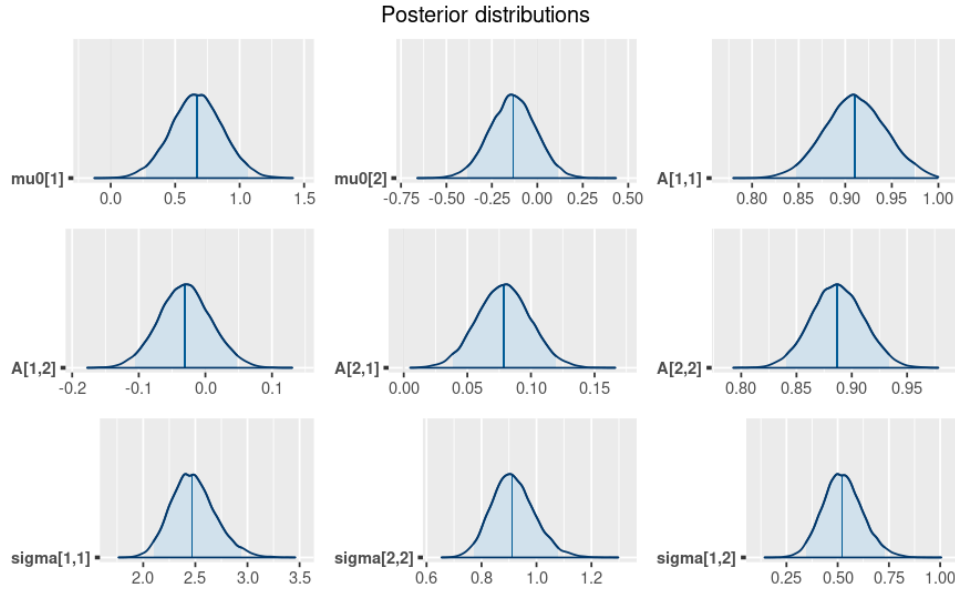 Posterior distributions
mu0[1] mu0[2] A[1,1]
0.0 0.5 1.0 1.5 -0.75 -0.50 -0.25 0.00 0.25 0.50 0.80 0.85 0.90 0.95 1.00
A[1,2] A[2,1] A[2,2]
-0.2 -0.1 0.0 0.1 0.00 0.05 0.10 0.15 0.80 0.85 0.90 0.95
sigma[1,1] sigma[2,2] sigma[1,2]
2.0 2.5 3.0 3.5 0.6 0.8 1.0 1.2 0.25 0.50 0.75 1.00